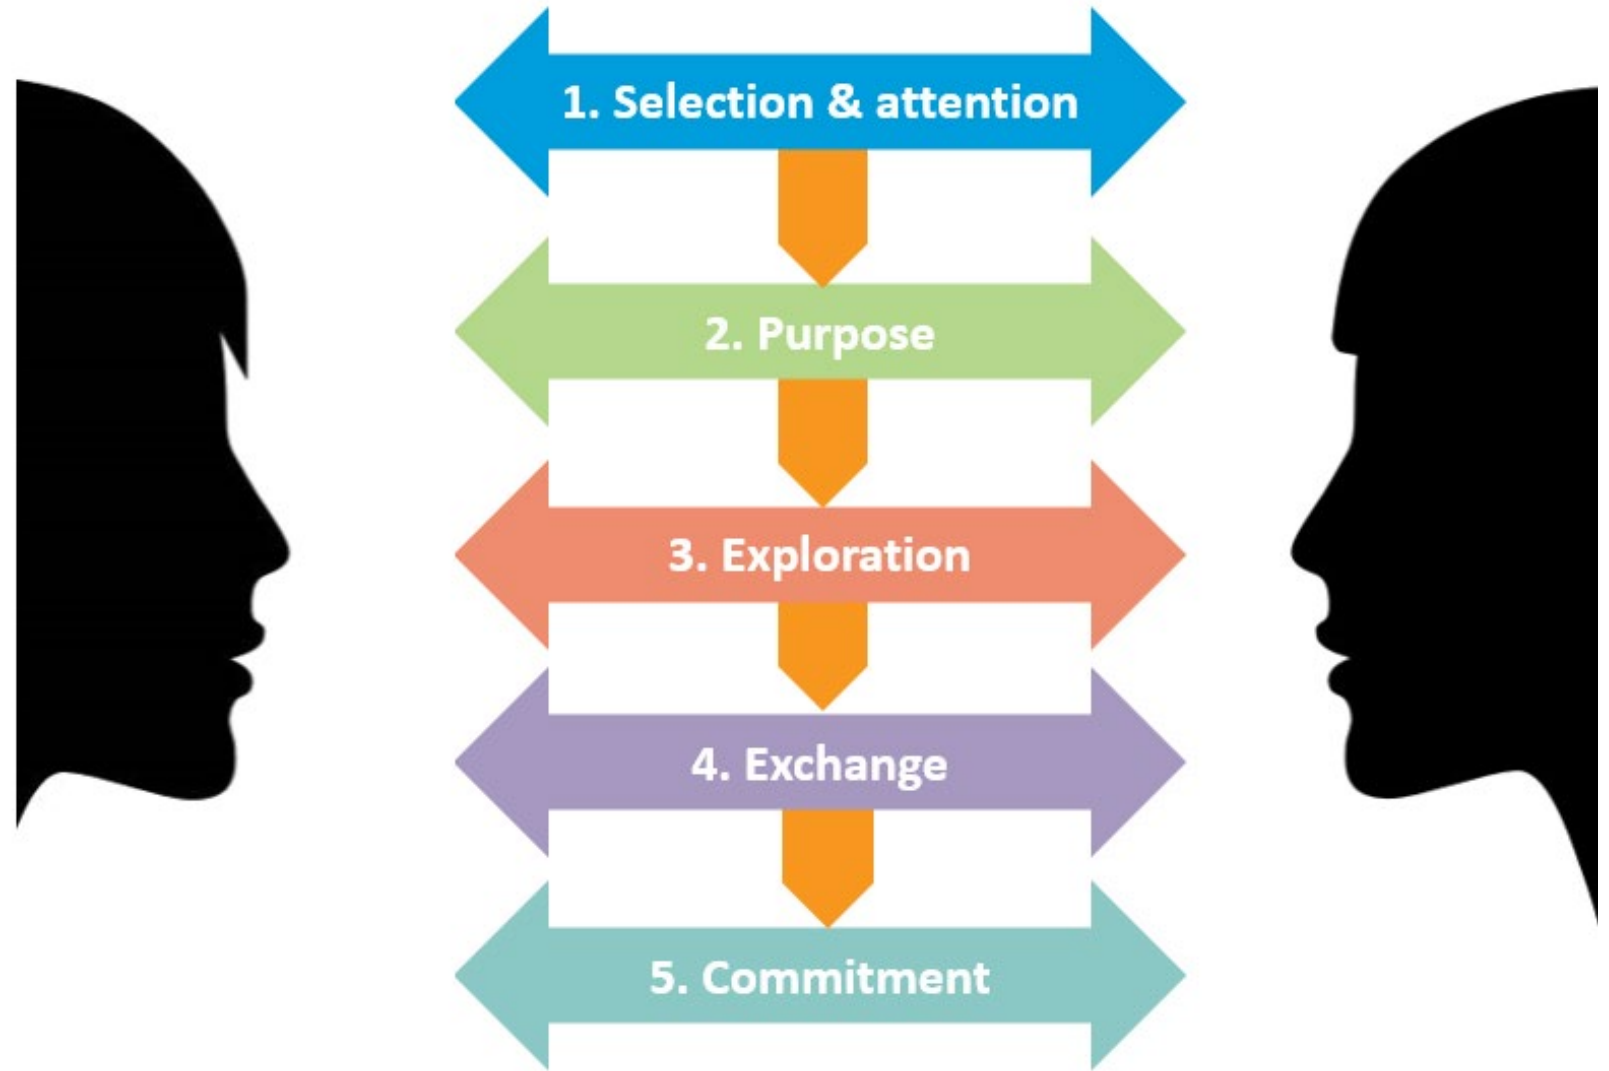 1. Selection & attention
2. Purpose
3. Exploration
4. Exchange
5. Commitment